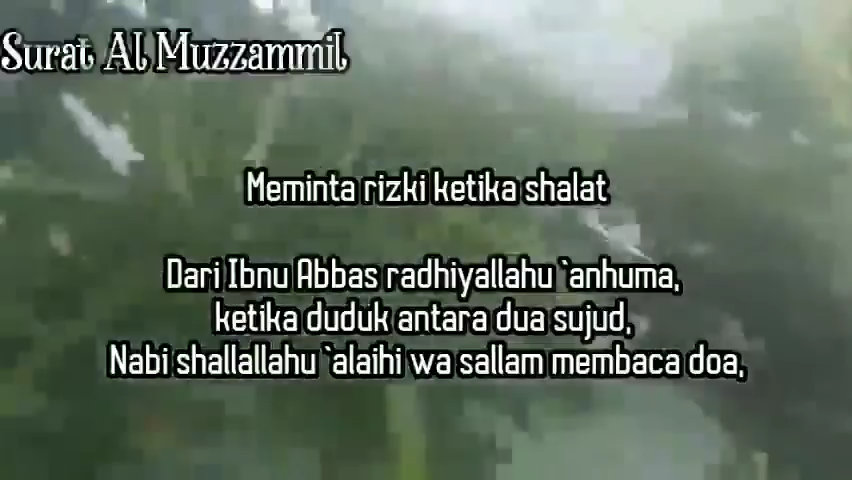 Surat Al Muzzammil
Meminta rizki ketika shalat
Dari Ibnu Abbas radhiyallahu `anhuma,
ketika duduk antara dua sujud,
Nabi shallallahu `alaihi wa sallam membaca doa,